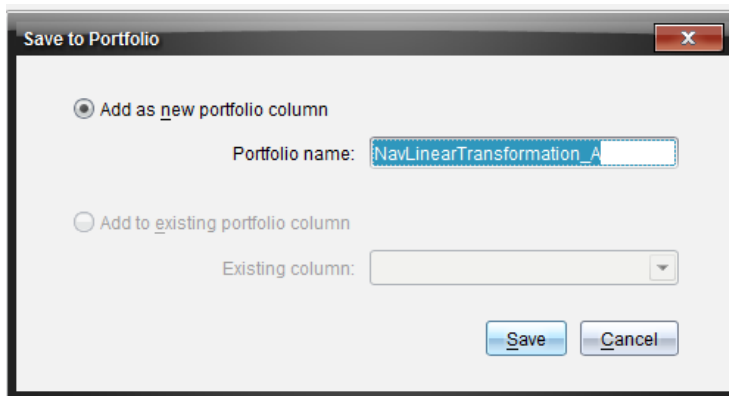 Save to Portfolio
Add as new portfolio column
Portfolio name: NavLinearTransformation_A
Add to existing portfolio column
Existing column:
Save Cancel